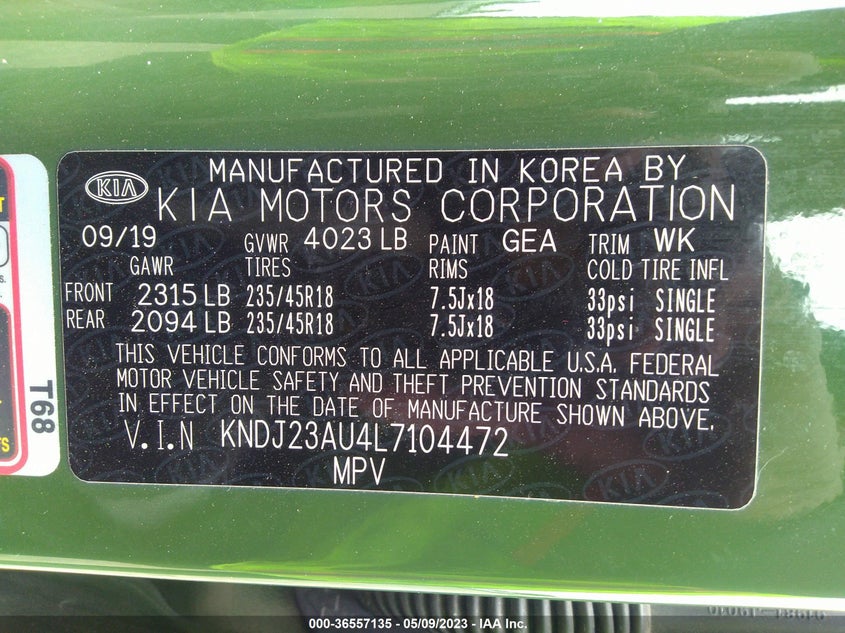 MANUFACTURED IN KOREA BY
KIA KIA MOTORS CORPORATION
09/19 GVWR 4023 LB PAINT GEA TRIM WK
GAWR TIRES RIMS COLD TIRE INFL
FRONT 2315 LB 235/45R18 7.5Jx18 33psi SINGLE
REAR 2094 LB 235/45R18 7.5Jx18 33psi SINGLE
THIS VEHICLE CONFORMS TO ALL APPLICABLE U.S.A. FEDERAL
MOTOR VEHICLE SAFETY AND THEFT PREVENTION STANDARDS
IN EFFECT ON THE DATE OF MANUFACTURE SHOWN ABOVE.
V.I.N KNDJ23AU4L7104472
MPV
T68
000-36557135 - 05/09/2023 - IAA Inc.